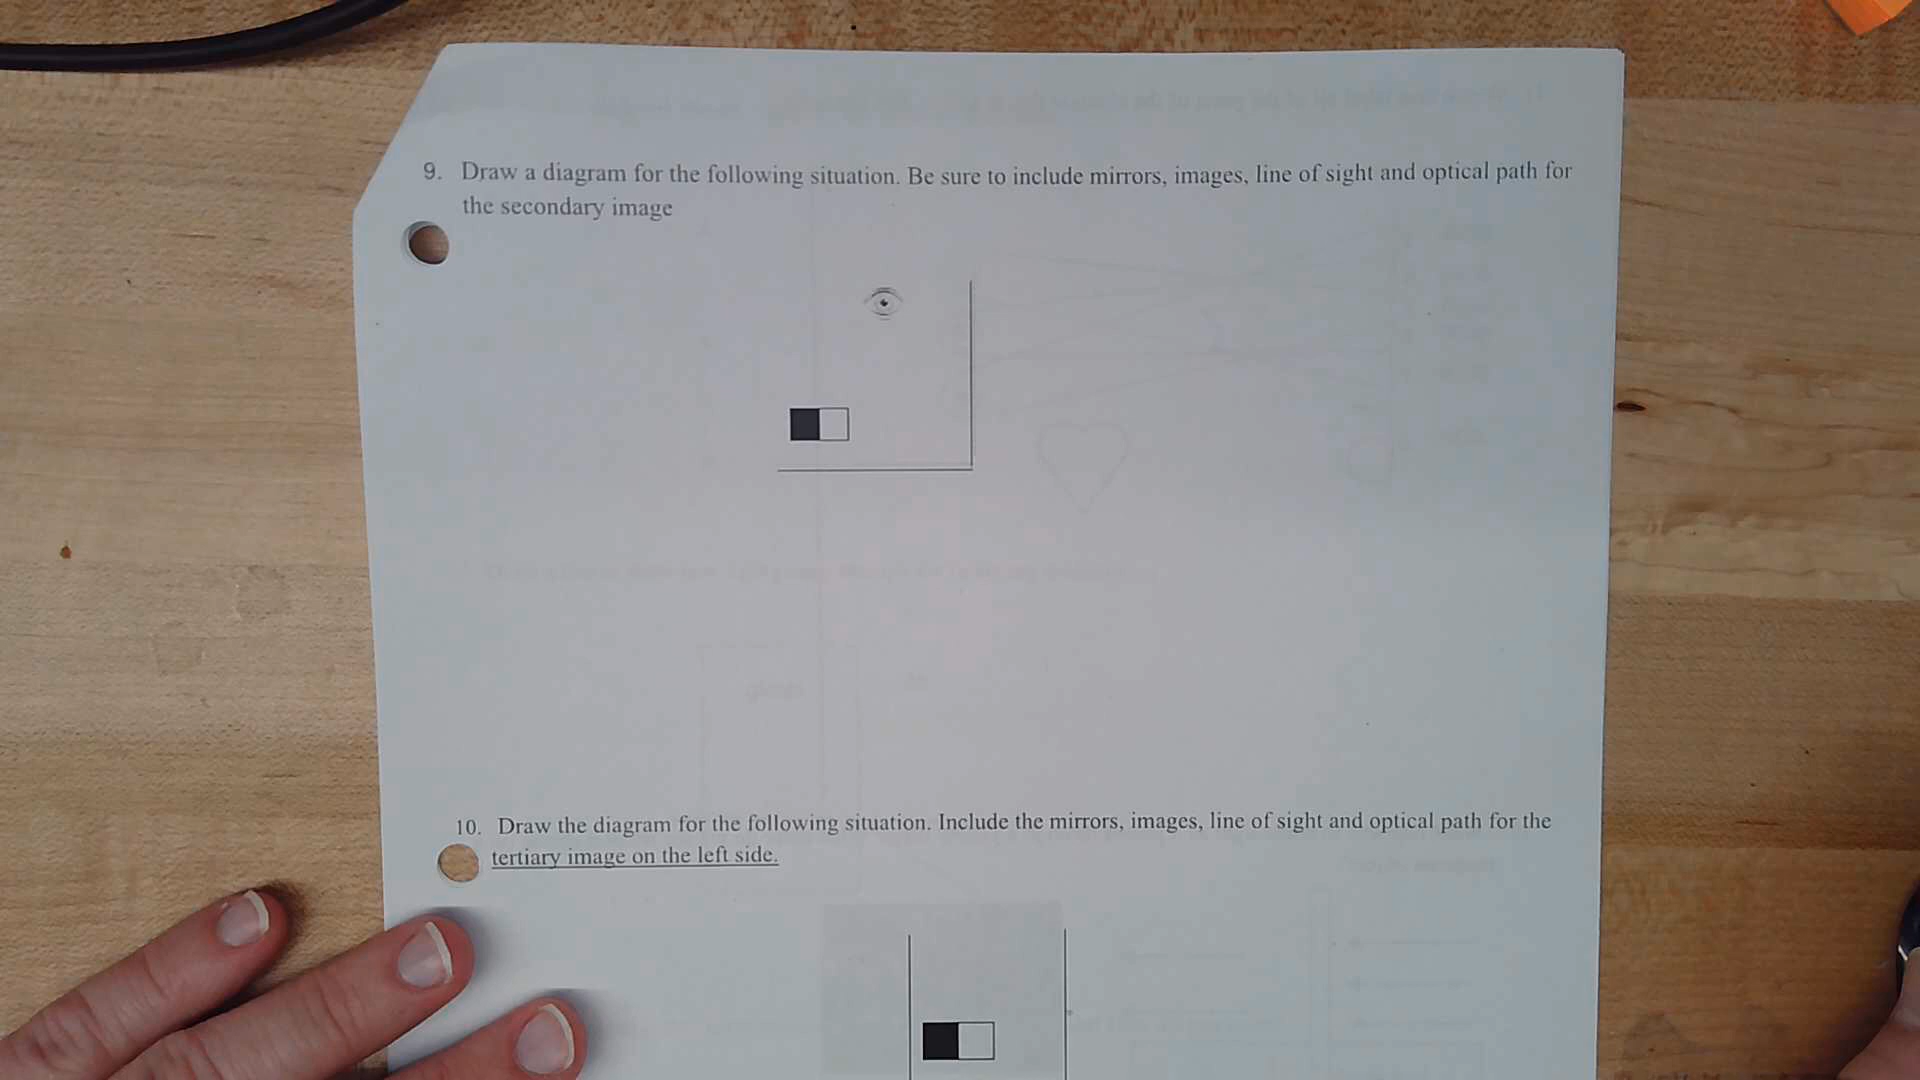 9. Draw a diagram for the following situation. Be sure to include mirrors, images, line of sight and optical path for
the secondary image
10. Draw the diagram for the following situation. Include the mirrors, images, line of sight and optical path for the
tertiary image on the left side.